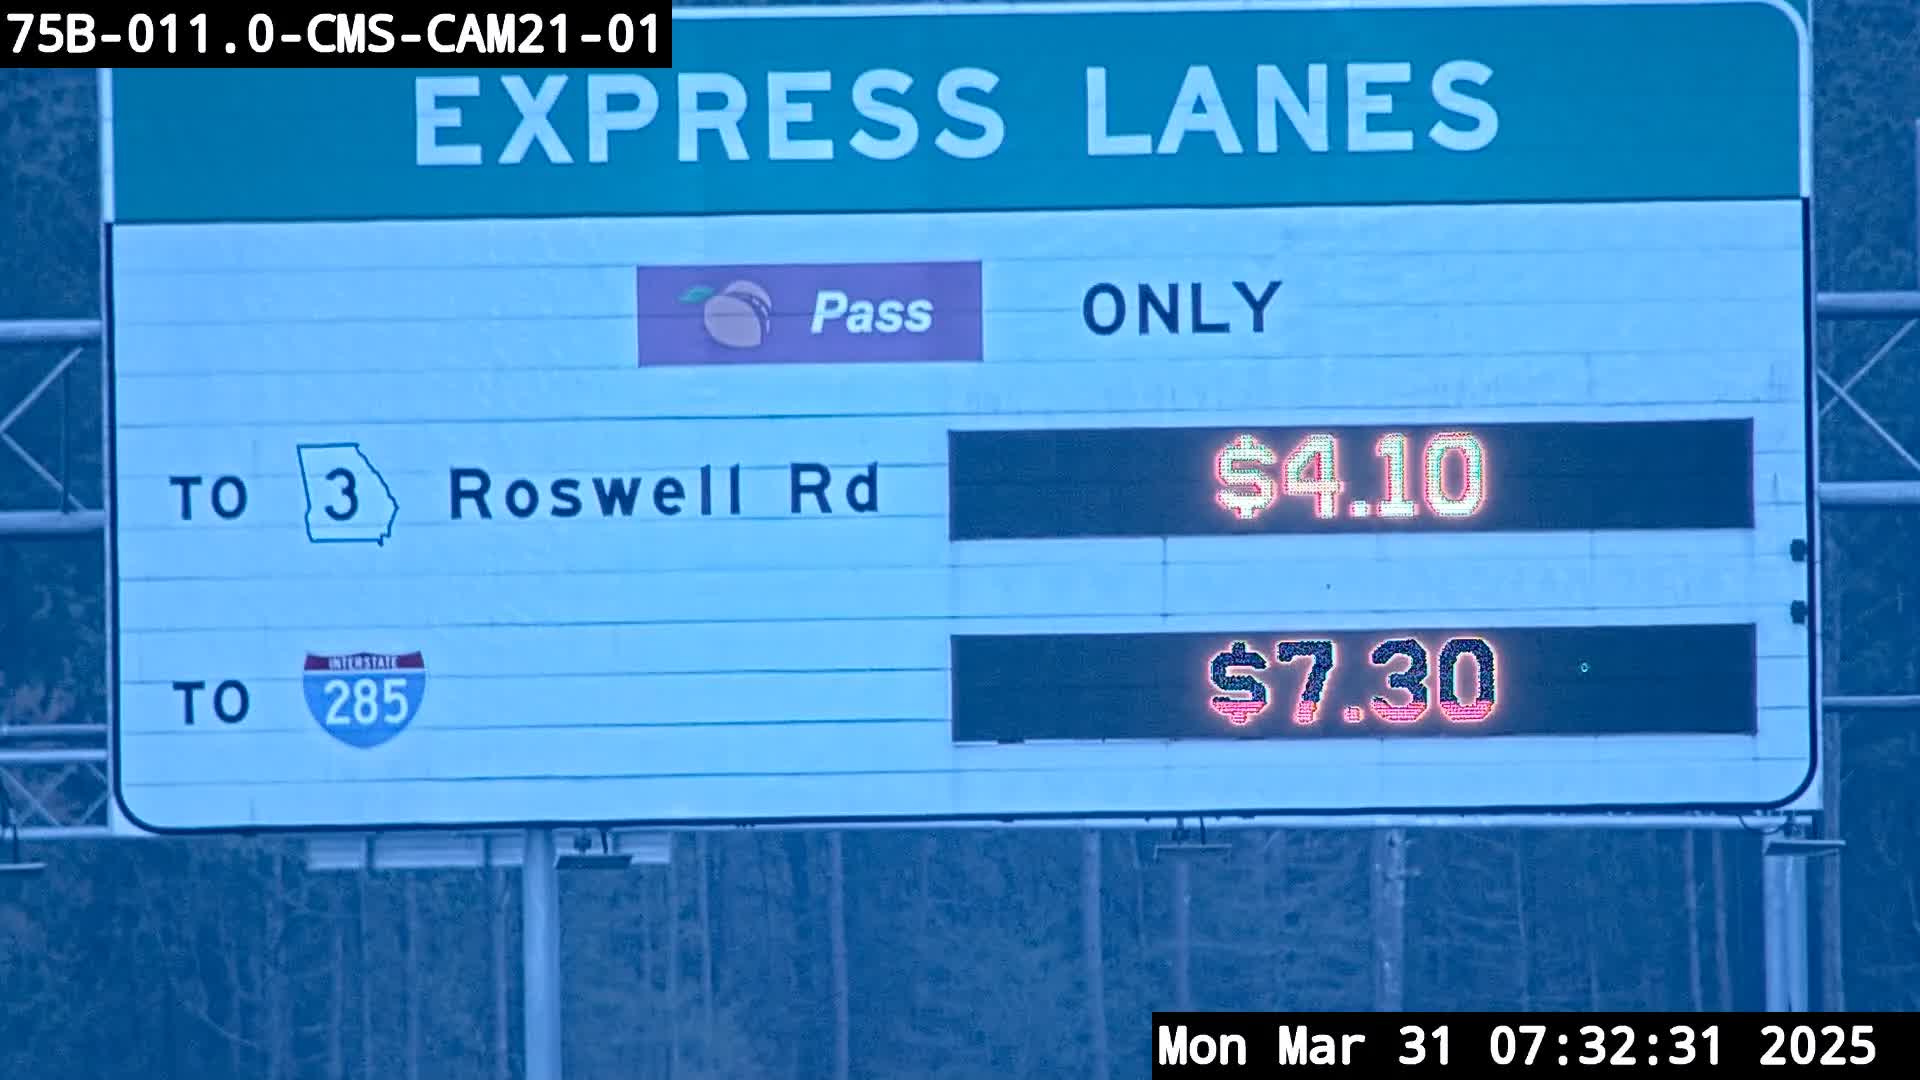 75B-011.0-CMS-CAM21-01
EXPRESS LANES
Pass ONLY
TO 3 Roswell Rd $4.10
INTERSTATE
TO 285 $7.30
Mon Mar 31 07:32:31 2025